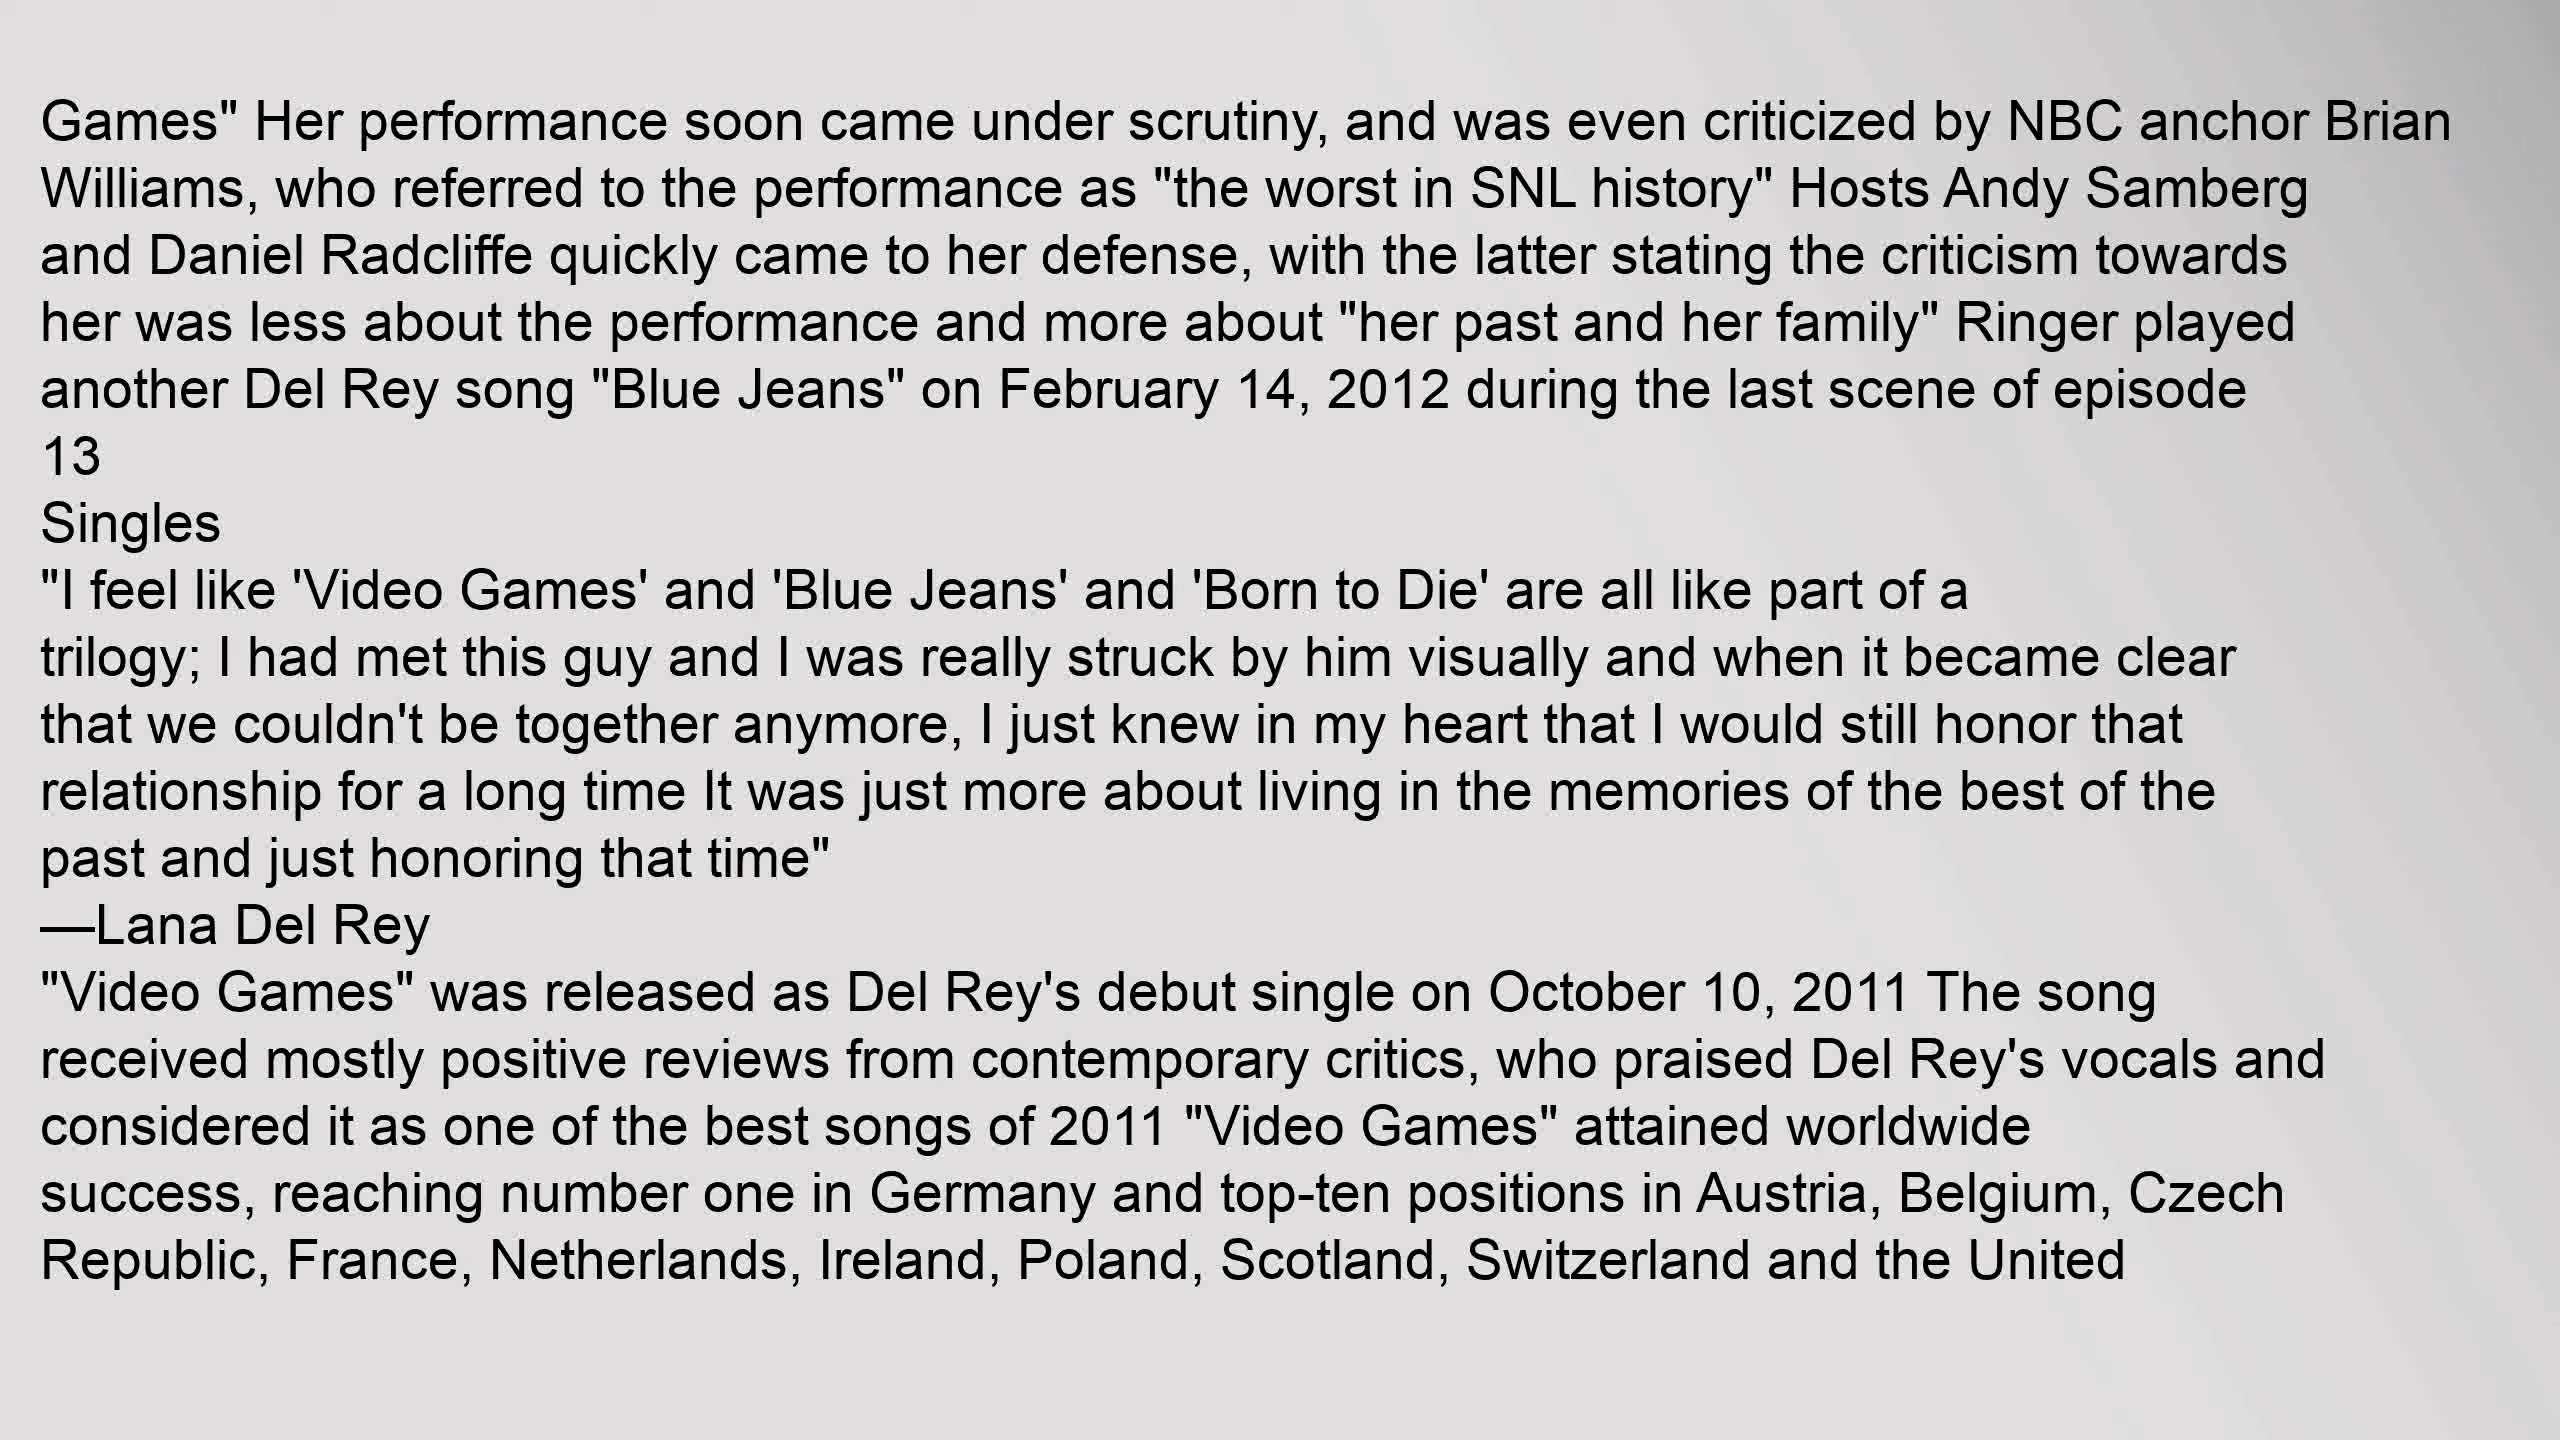 Games" Her performance soon came under scrutiny, and was even criticized by NBC anchor Brian
Williams, who referred to the performance as "the worst in SNL history" Hosts Andy Samberg
and Daniel Radcliffe quickly came to her defense, with the latter stating the criticism towards
her was less about the performance and more about "her past and her family" Ringer played
another Del Rey song "Blue Jeans" on February 14, 2012 during the last scene of episode
13
Singles
"I feel like 'Video Games' and 'Blue Jeans' and 'Born to Die' are all like part of a
trilogy; I had met this guy and I was really struck by him visually and when it became clear
that we couldn't be together anymore, I just knew in my heart that I would still honor that
relationship for a long time It was just more about living in the memories of the best of the
past and just honoring that time"
—Lana Del Rey
"Video Games" was released as Del Rey's debut single on October 10, 2011 The song
received mostly positive reviews from contemporary critics, who praised Del Rey's vocals and
considered it as one of the best songs of 2011 "Video Games" attained worldwide
success, reaching number one in Germany and top-ten positions in Austria, Belgium, Czech
Republic, France, Netherlands, Ireland, Poland, Scotland, Switzerland and the United